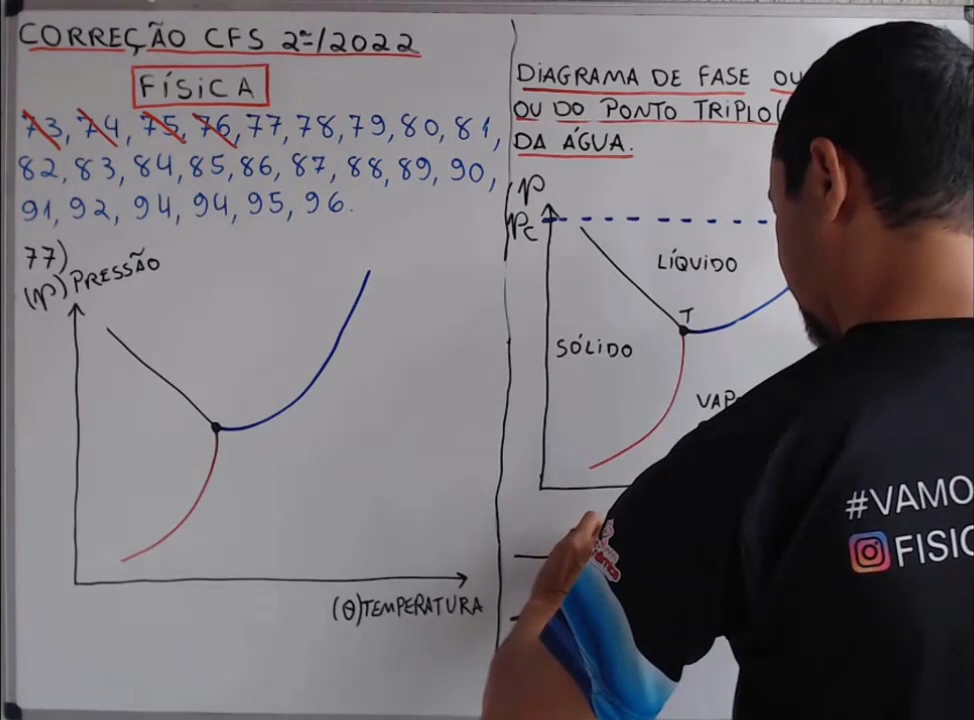 CORREÇÃO CFS 2ª/2022
FÍSICA
73, 74, 75, 76, 77, 78, 79, 80, 81,
82, 83, 84, 85, 86, 87, 88, 89, 90,
91, 92, 94, 94, 95, 96.
77)
(p) PRESSÃO
(θ) TEMPERATURA
DIAGRAMA DE FASE OU
OU DO PONTO TRIPLO(
DA ÁGUA.
p
Pc
LÍQUIDO
T
SÓLIDO
VAP
#VAMO
FISIC